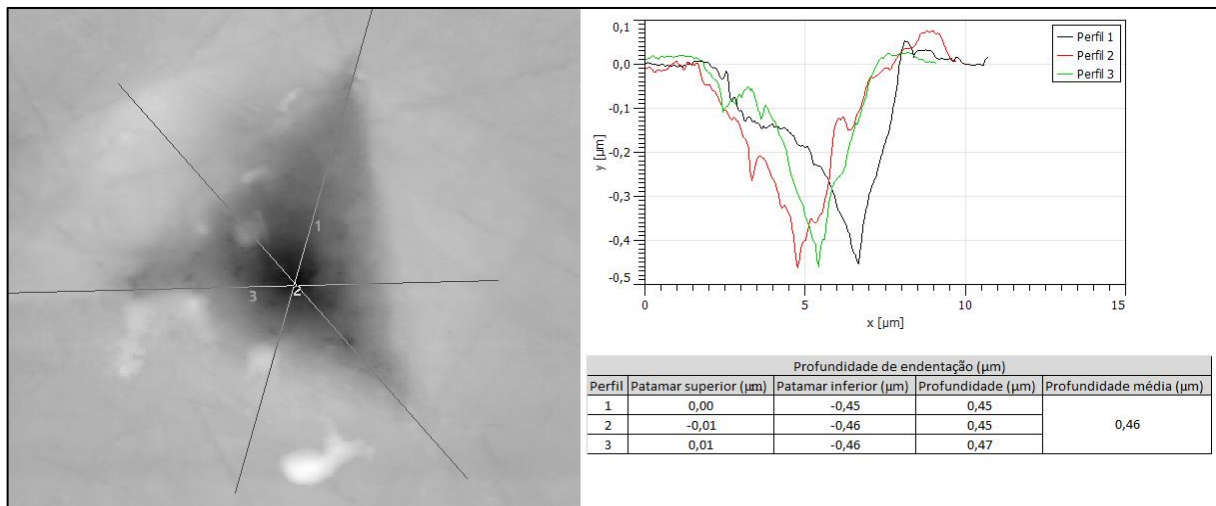 1
2
3
0,1
0,0
-0,1
-0,2
-0,3
-0,4
-0,5
y [µm]
0 5 10 15
x [µm]
Perfil 1
Perfil 2
Perfil 3
Profundidade de endentação (µm)
Perfil Patamar superior (µm) Patamar inferior (µm) Profundidade (µm) Profundidade média (µm)
1 0,00 -0,45 0,45
2 -0,01 -0,46 0,45 0,46
3 0,01 -0,46 0,47